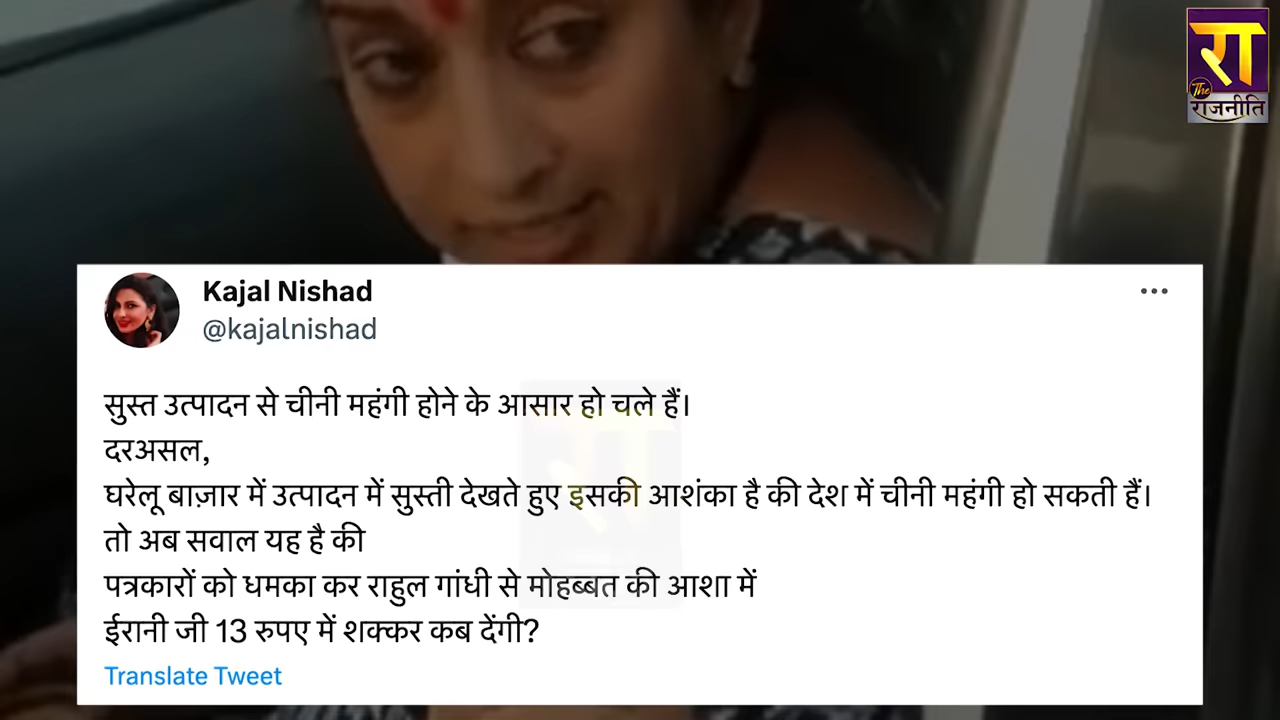 रा
The
राजनीति
Kajal Nishad
@kajalnishad
सुस्त उत्पादन से चीनी महंगी होने के आसार हो चले हैं।
दरअसल,
घरेलू बाज़ार में उत्पादन में सुस्ती देखते हुए इसकी आशंका है की देश में चीनी महंगी हो सकती हैं।
तो अब सवाल यह है की
पत्रकारों को धमका कर राहुल गांधी से मोहब्बत की आशा में
ईरानी जी 13 रुपए में शक्कर कब देंगी?
Translate Tweet